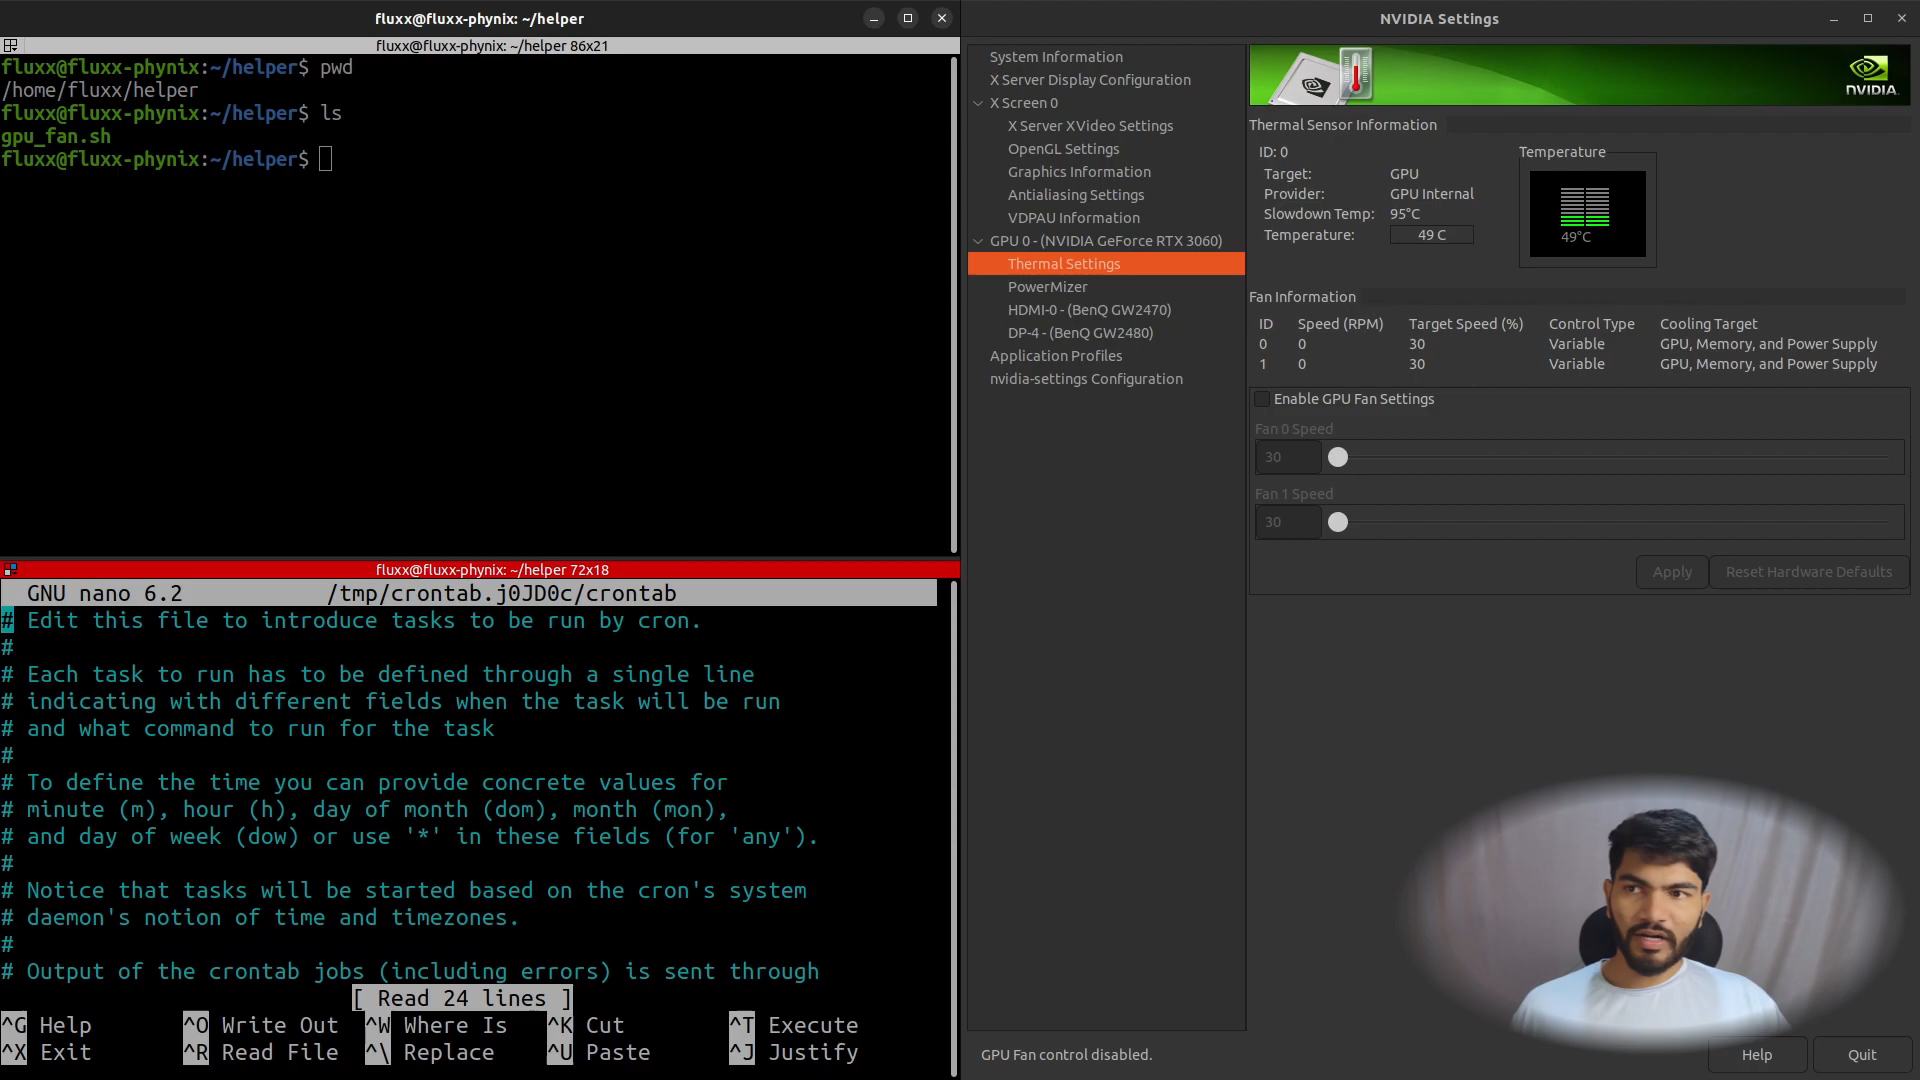 fluxx@fluxx-phynix: ~/helper
fluxx@fluxx-phynix: ~/helper 86x21
fluxx@fluxx-phynix:~/helper$ pwd
/home/fluxx/helper
fluxx@fluxx-phynix:~/helper$ ls
gpu_fan.sh
fluxx@fluxx-phynix:~/helper$
fluxx@fluxx-phynix: ~/helper 72x18
GNU nano 6.2 /tmp/crontab.j0JD0c/crontab
# Edit this file to introduce tasks to be run by cron.
#
# Each task to run has to be defined through a single line
# indicating with different fields when the task will be run
# and what command to run for the task
#
# To define the time you can provide concrete values for
# minute (m), hour (h), day of month (dom), month (mon),
# and day of week (dow) or use '*' in these fields (for 'any').
#
# Notice that tasks will be started based on the cron's system
# daemon's notion of time and timezones.
#
# Output of the crontab jobs (including errors) is sent through
[ Read 24 lines ]
^G Help ^O Write Out ^W Where Is ^K Cut ^T Execute
^X Exit ^R Read File ^\ Replace ^U Paste ^J Justify
NVIDIA Settings
System Information
X Server Display Configuration
X Screen 0
X Server XVideo Settings
OpenGL Settings
Graphics Information
Antialiasing Settings
VDPAU Information
GPU 0 - (NVIDIA GeForce RTX 3060)
Thermal Settings
PowerMizer
HDMI-0 - (BenQ GW2470)
DP-4 - (BenQ GW2480)
Application Profiles
nvidia-settings Configuration
NVIDIA.
Thermal Sensor Information
ID: 0
Target: GPU
Provider: GPU Internal
Slowdown Temp: 95°C
Temperature: 49 C
Temperature
49°C
Fan Information
ID Speed (RPM) Target Speed (%) Control Type Cooling Target
0 0 30 Variable GPU, Memory, and Power Supply
1 0 30 Variable GPU, Memory, and Power Supply
Enable GPU Fan Settings
Fan 0 Speed
30
Fan 1 Speed
30
Apply Reset Hardware Defaults
GPU Fan control disabled.
Help Quit